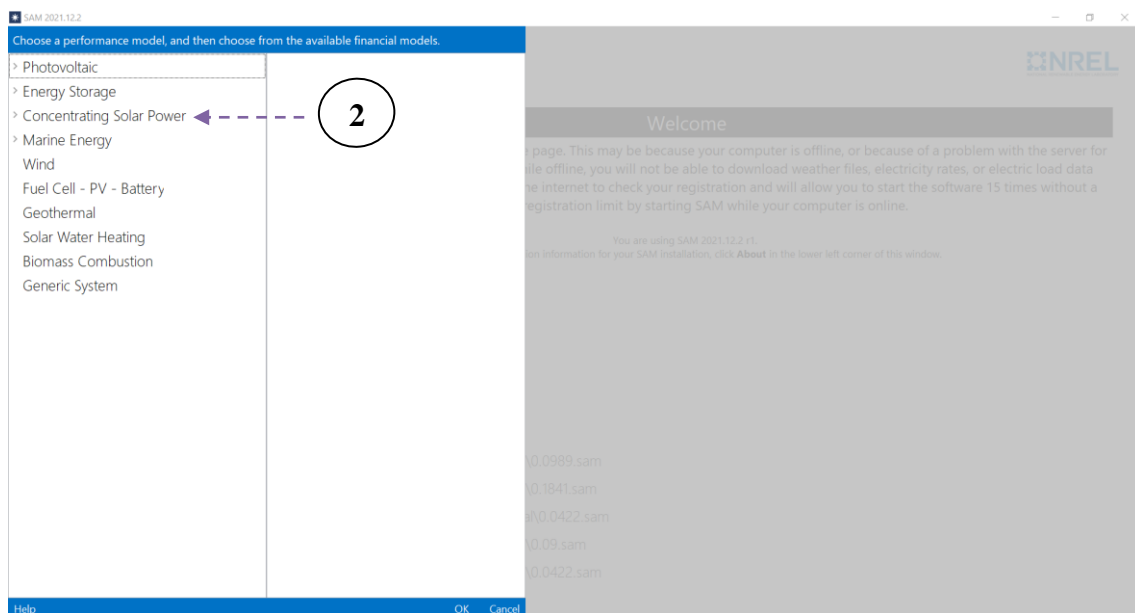 SAM 2021.12.2
Choose a performance model, and then choose from the available financial models.
> Photovoltaic
> Energy Storage
> Concentrating Solar Power
> Marine Energy
Wind
Fuel Cell - PV - Battery
Geothermal
Solar Water Heating
Biomass Combustion
Generic System
2
NREL
Welcome
page. This may be because your computer is offline, or because of a problem with the server for
ile offline, you will not be able to download weather files, electricity rates, or electric load data
e internet to check your registration and will allow you to start the software 15 times without a
registration limit by starting SAM while your computer is online.
You are using SAM 2021.12.2 r1.
ion information for your SAM installation, click About in the lower left corner of this window.
\0.0989.sam
\0.1841.sam
al\0.0422.sam
\0.09.sam
\0.0422.sam
Help
OK Cancel